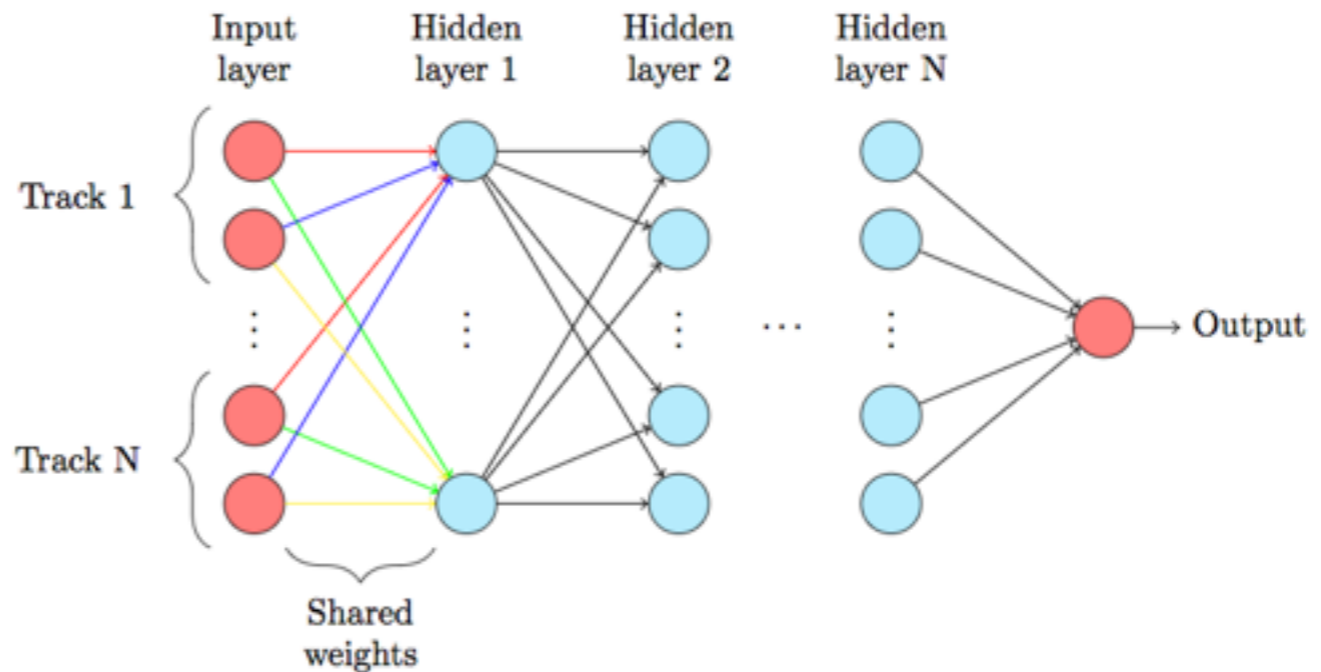 Input
layer
Hidden
layer 1
Hidden
layer 2
Hidden
layer N
Track 1
Track N
Output
Shared
weights